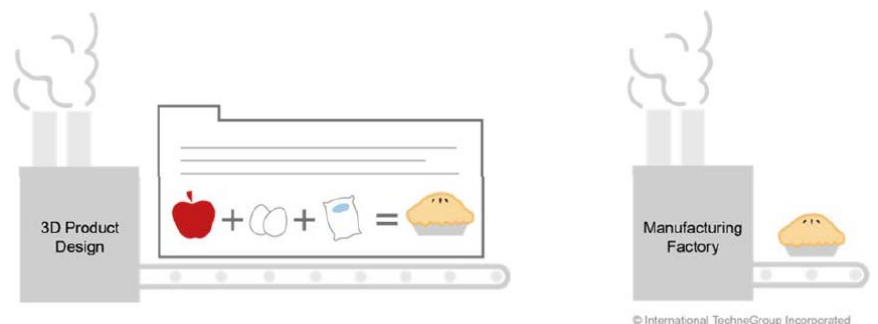 3D Product
Design
+ + =
Manufacturing
Factory
© International TechneGroup Incorporated